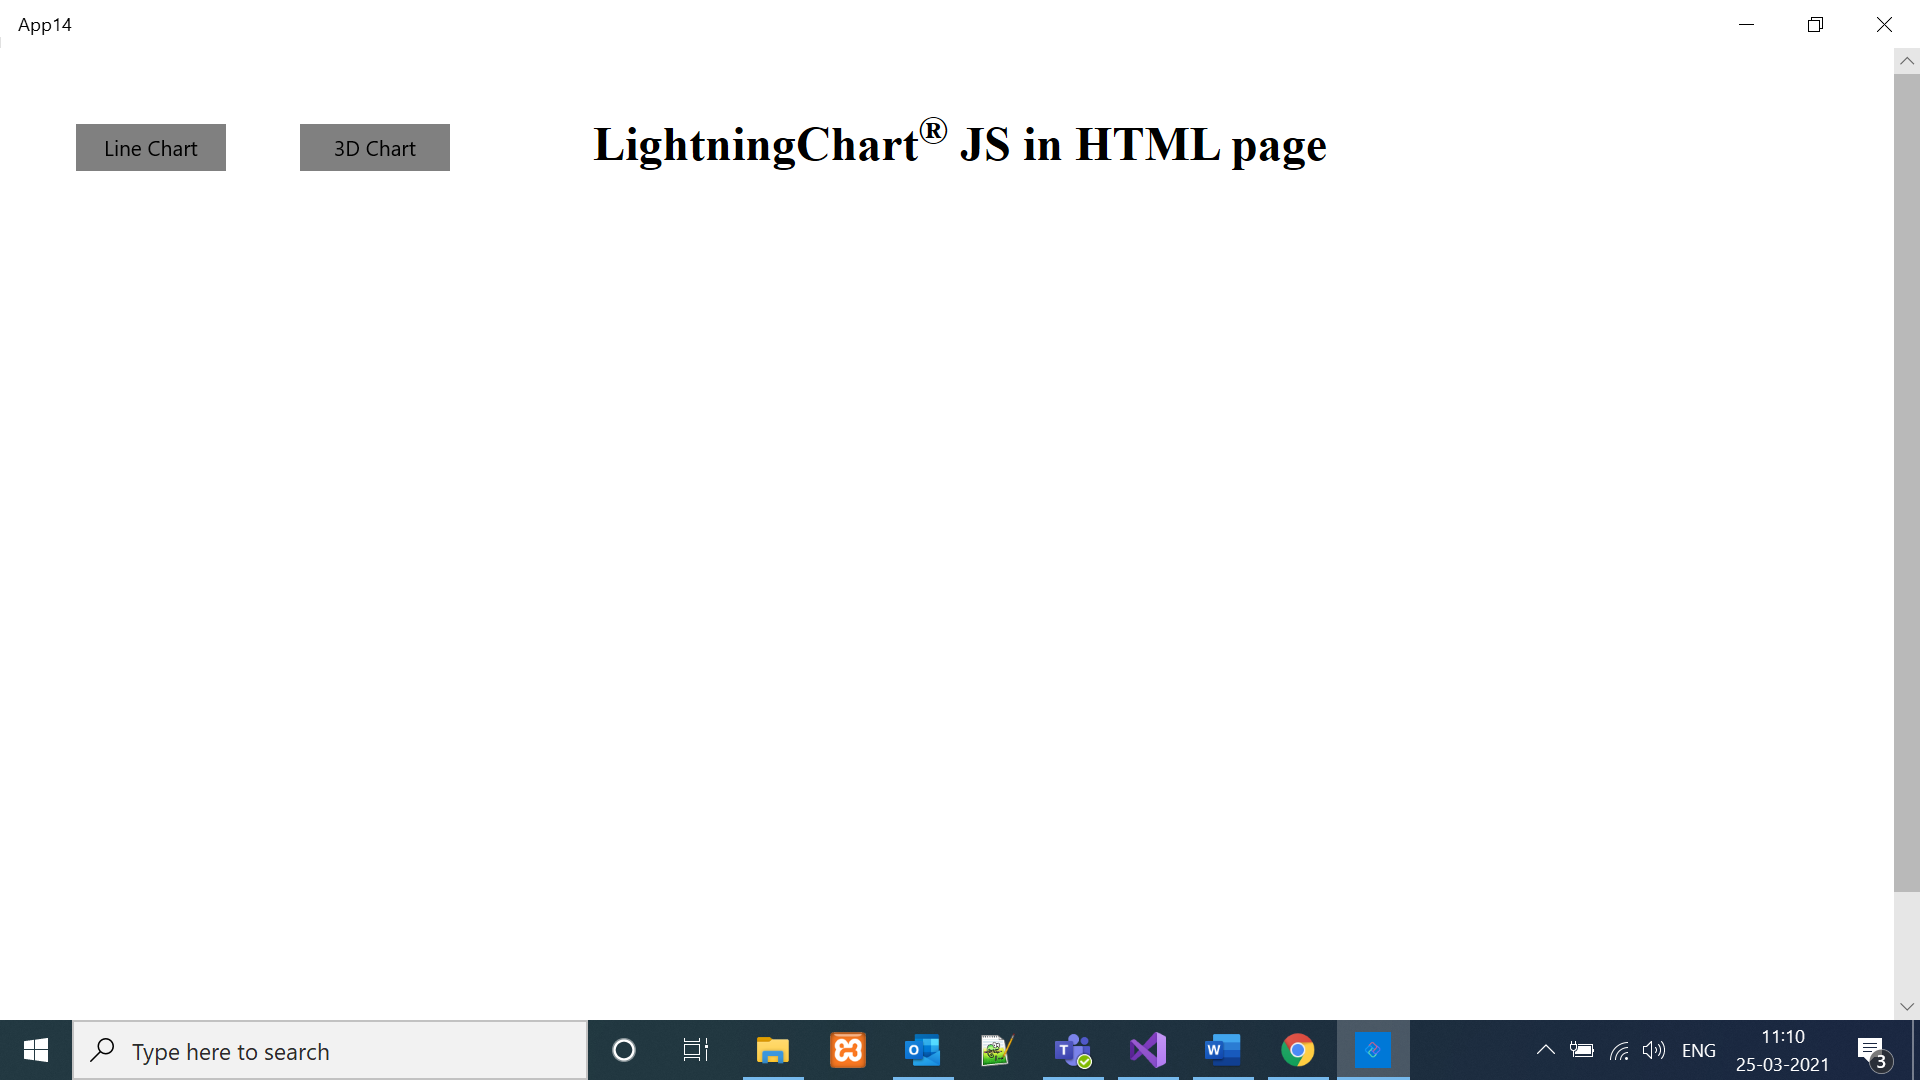 App14
Line Chart
3D Chart
LightningChart® JS in HTML page
Type here to search
ENG
11:10
25-03-2021
3